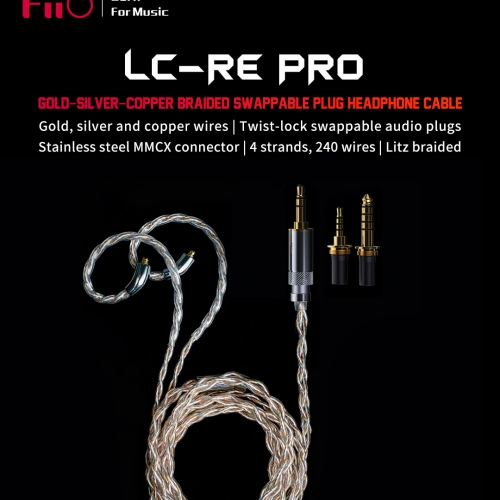 FiiO
For Music
LC-RE PRO
GOLD-SILVER-COPPER BRAIDED SWAPPABLE PLUG HEADPHONE CABLE
Gold, silver and copper wires | Twist-lock swappable audio plugs
Stainless steel MMCX connector | 4 strands, 240 wires | Litz braided